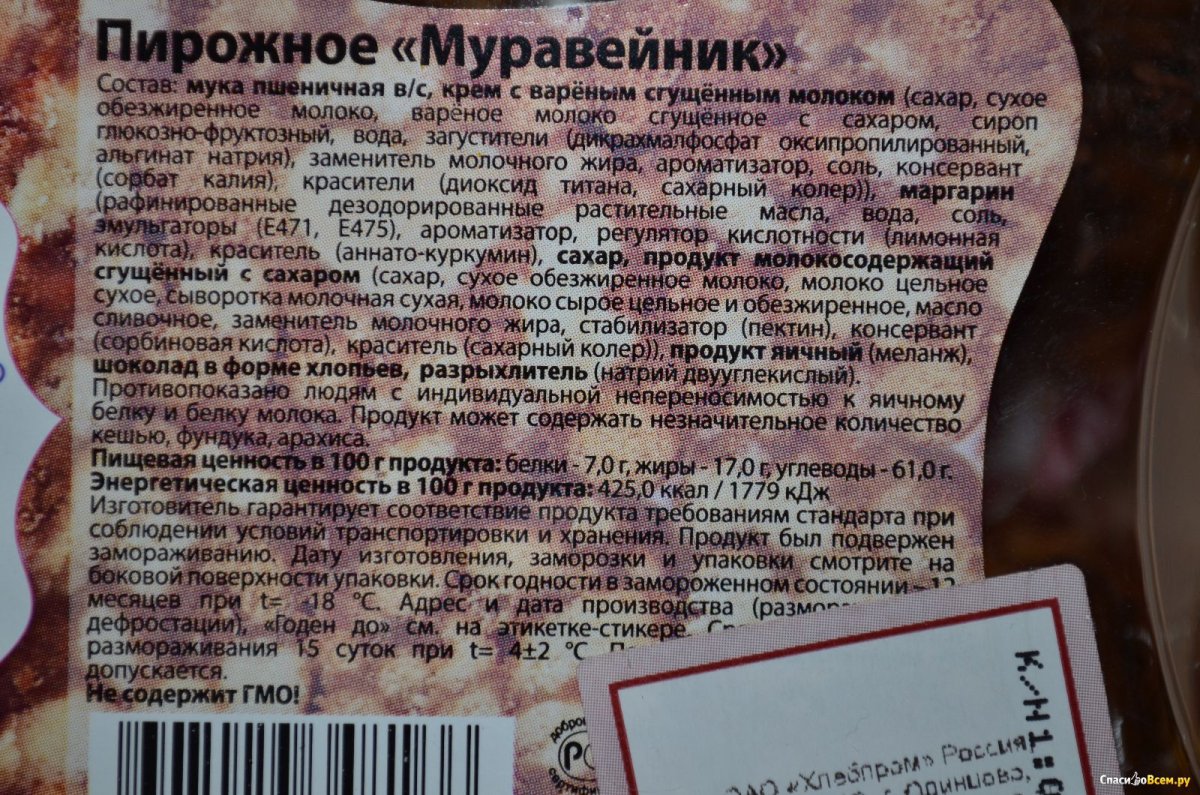 Пирожное «Муравейник»
Состав: мука пшеничная в/с, крем с варёным сгущённым молоком (сахар, сухое
обезжиренное молоко, варёное молоко сгущённое с сахаром, сироп
глюкозно-фруктозный, вода, загустители (дикрахмалфосфат оксипропилированный,
альгинат натрия), заменитель молочного жира, ароматизатор, соль, консервант
(сорбат калия), красители (диоксид титана, сахарный колер)), маргарин
(рафинированные дезодорированные растительные масла, вода, соль,
эмульгаторы (Е471, Е475), ароматизатор, регулятор кислотности (лимонная
кислота), краситель (аннато-куркумин), сахар, продукт молокосодержащий
сгущённый с сахаром (сахар, сухое обезжиренное молоко, молоко цельное
сухое, сыворотка молочная сухая, молоко сырое цельное и обезжиренное, масло
сливочное, заменитель молочного жира, стабилизатор (пектин), консервант
(сорбиновая кислота), краситель (сахарный колер)), продукт яичный (меланж),
шоколад в форме хлопьев, разрыхлитель (натрий двууглекислый).
Противопоказано людям с индивидуальной непереносимостью к яичному
белку и белку молока. Продукт может содержать незначительное количество
кешью, фундука, арахиса.
Пищевая ценность в 100 г продукта: белки - 7,0 г, жиры - 17,0 г, углеводы - 61,0 г.
Энергетическая ценность в 100 г продукта: 425,0 ккал / 1779 кДж
Изготовитель гарантирует соответствие продукта требованиям стандарта при
соблюдении условий транспортировки и хранения. Продукт был подвержен
замораживанию. Дату изготовления, заморозки и упаковки смотрите на
боковой поверхности упаковки. Срок годности в замороженном состоянии – 12
месяцев при t= -18 °C. Адрес и дата производства
дефростации), «Годен до» см. на этикетке-стикере.
размораживания 15 суток при t= 4±2 °C
допускается.
Не содержит ГМО!
«Хлебпром» Россия,
Одинцово,
СпасибоВсем.ру